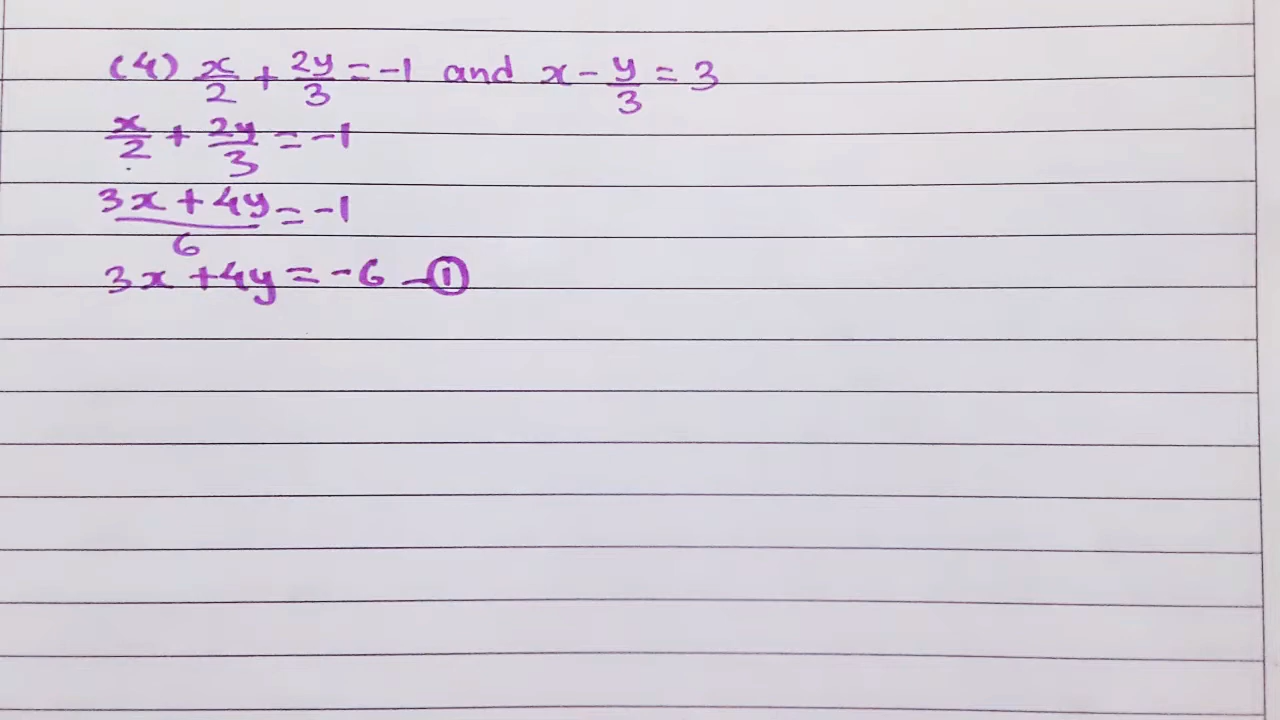 (4) x/2 + 2y/3 = -1 and x - y/3 = 3
x/2 + 2y/3 = -1
3x + 4y/6 = -1
3x + 4y = -6 —①